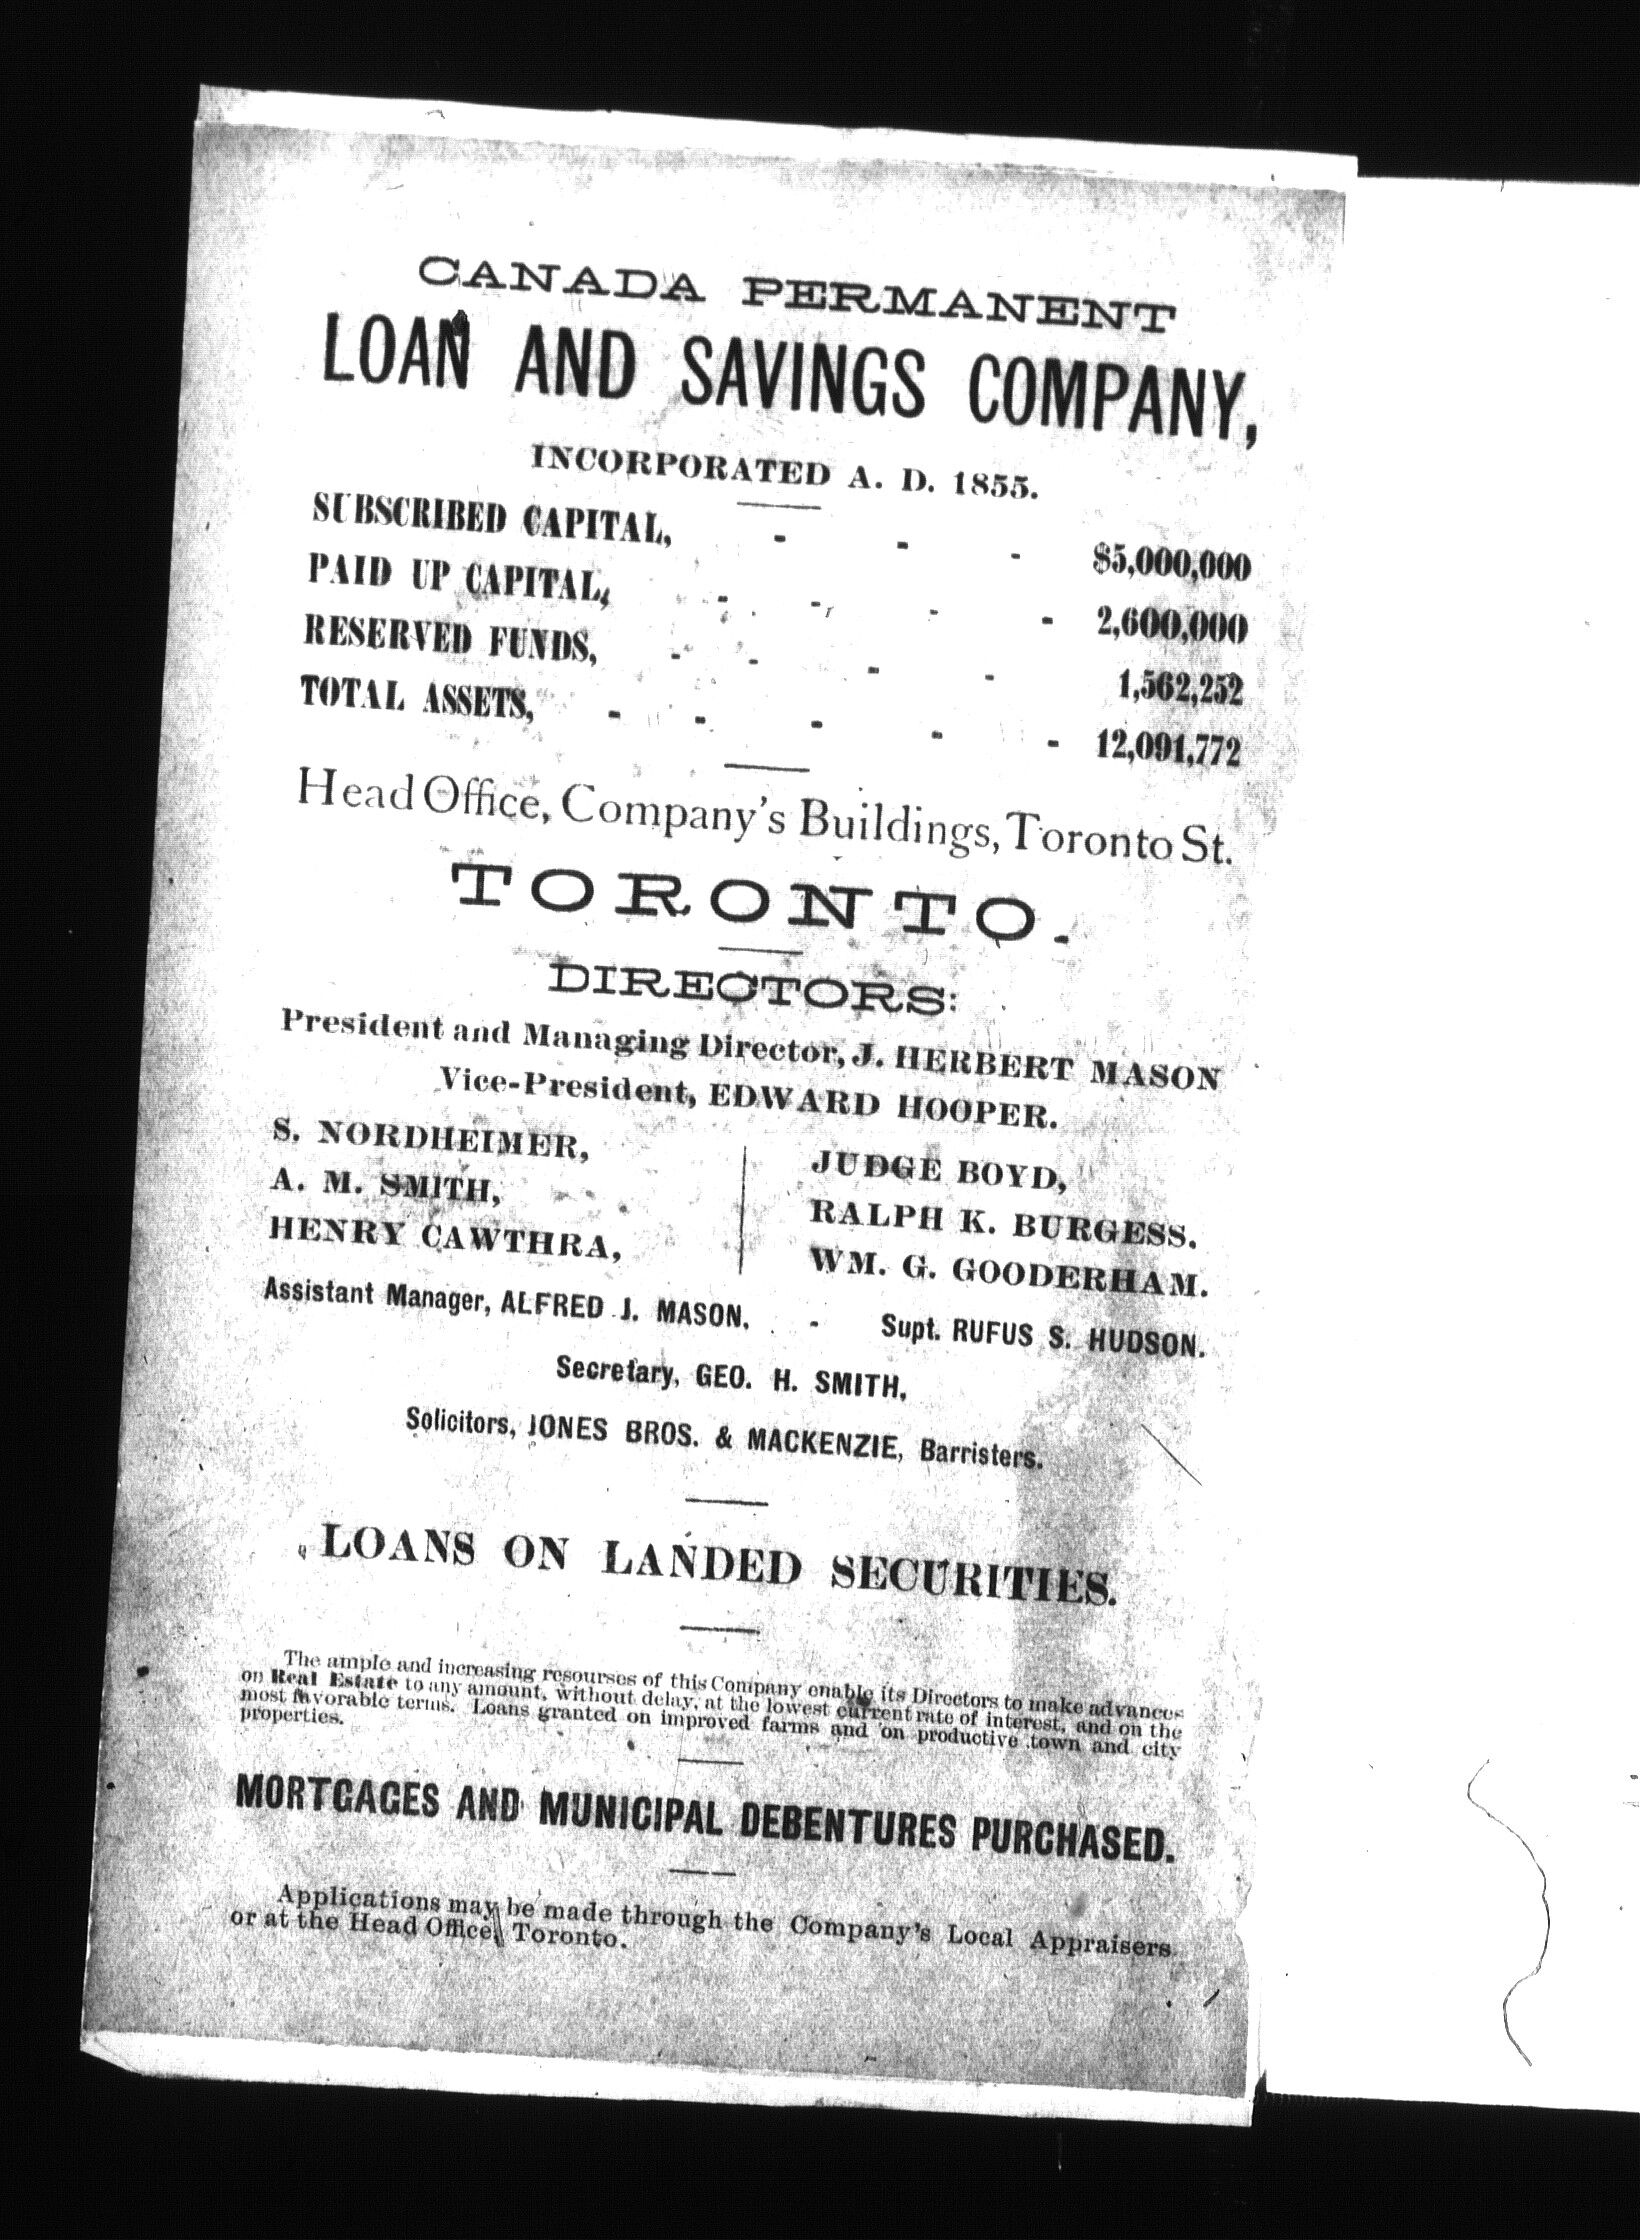 CANADA PERMANENT
LOAN AND SAVINGS COMPANY,
INCORPORATED A. D. 1855.
SUBSCRIBED CAPITAL, - - - $5,000,000
PAID UP CAPITAL, - - - - 2,600,000
RESERVED FUNDS, - - - - 1,562,252
TOTAL ASSETS, - - - - - 12,091,772
Head Office, Company's Buildings, Toronto St.
TORONTO.
DIRECTORS:
President and Managing Director, J. HERBERT MASON
Vice-President, EDWARD HOOPER.
S. NORDHEIMER,
A. M. SMITH,
HENRY CAWTHRA,
JUDGE BOYD,
RALPH K. BURGESS.
WM. G. GOODERHAM.
Assistant Manager, ALFRED J. MASON. - Supt. RUFUS S. HUDSON.
Secretary, GEO. H. SMITH,
Solicitors, JONES BROS. & MACKENZIE, Barristers.
LOANS ON LANDED SECURITIES.
The ample and increasing resourses of this Company enable its Directors to make advances
on Real Estate to any amount, without delay, at the lowest current rate of interest, and on the
most favorable terms. Loans granted on improved farms and on productive town and city
properties.
MORTGAGES AND MUNICIPAL DEBENTURES PURCHASED.
Applications may be made through the Company's Local Appraisers
or at the Head Office, Toronto.